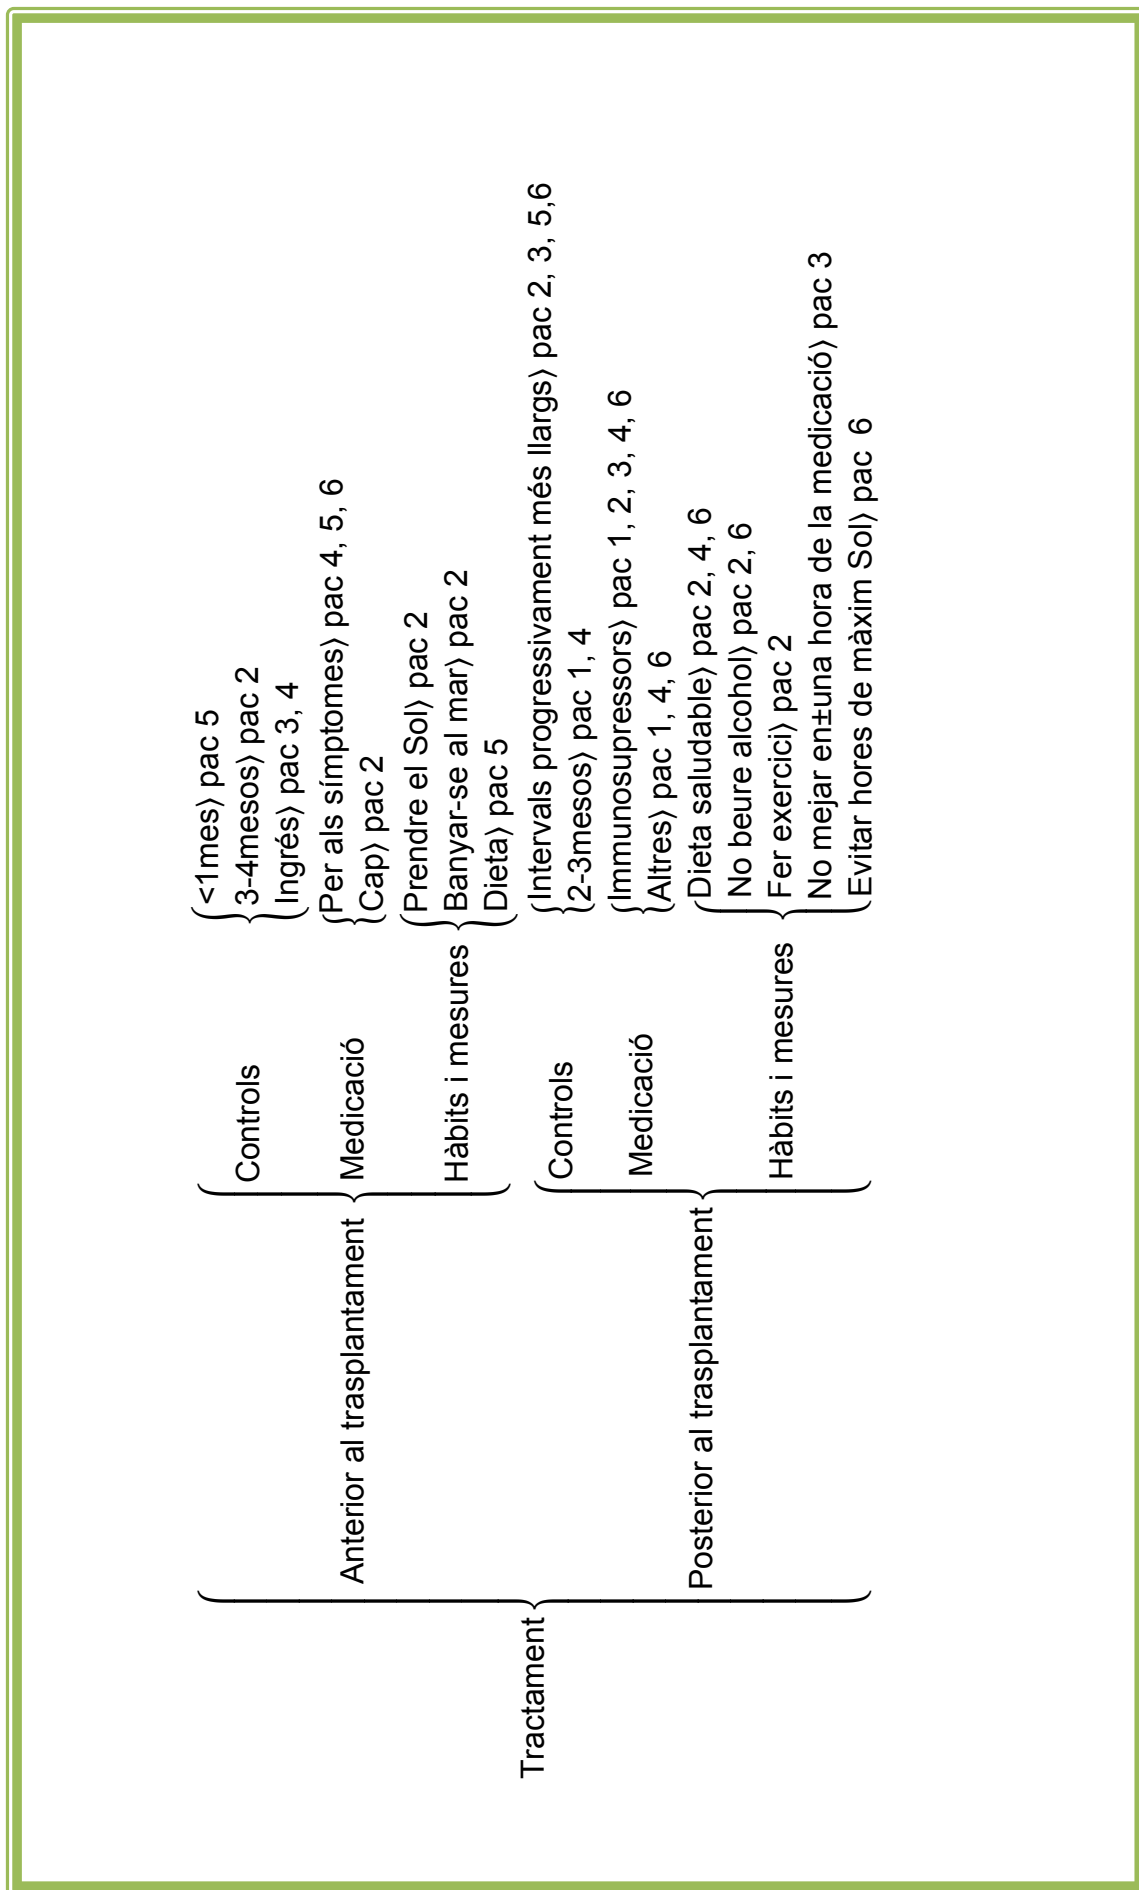 Tractament
Anterior al trasplantament
Controls
<1mes⟩ pac 5
3-4mesos⟩ pac 2
Ingrés⟩ pac 3, 4
Medicació
Per als símptomes⟩ pac 4, 5, 6
Cap⟩ pac 2
Hàbits i mesures
Prendre el Sol⟩ pac 2
Banyar-se al mar⟩ pac 2
Dieta⟩ pac 5
Posterior al trasplantament
Controls
Intervals progressivament més llargs⟩ pac 2, 3, 5,6
2-3mesos⟩ pac 1, 4
Medicació
Immunosupressors⟩ pac 1, 2, 3, 4, 6
Altres⟩ pac 1, 4, 6
Hàbits i mesures
Dieta saludable⟩ pac 2, 4, 6
No beure alcohol⟩ pac 2, 6
Fer exercici⟩ pac 2
No mejar en±una hora de la medicació⟩ pac 3
Evitar hores de màxim Sol⟩ pac 6